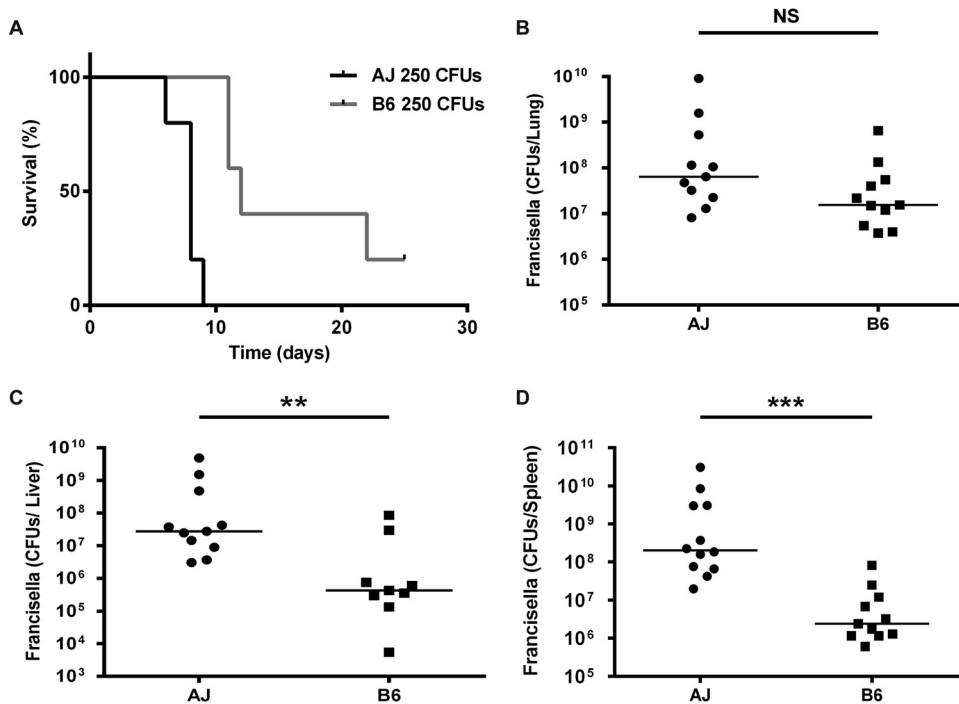 A
AJ 250 CFUs
B6 250 CFUs
Survival (%)
100
50
0
0 10 20 30
Time (days)
B
NS
Francisella (CFUs/Lung)
10^10
10^9
10^8
10^7
10^6
10^5
AJ B6
C
**
Francisella (CFUs/ Liver)
10^10
10^9
10^8
10^7
10^6
10^5
10^4
10^3
AJ B6
D
***
Francisella (CFUs/Spleen)
10^11
10^10
10^9
10^8
10^7
10^6
10^5
AJ B6